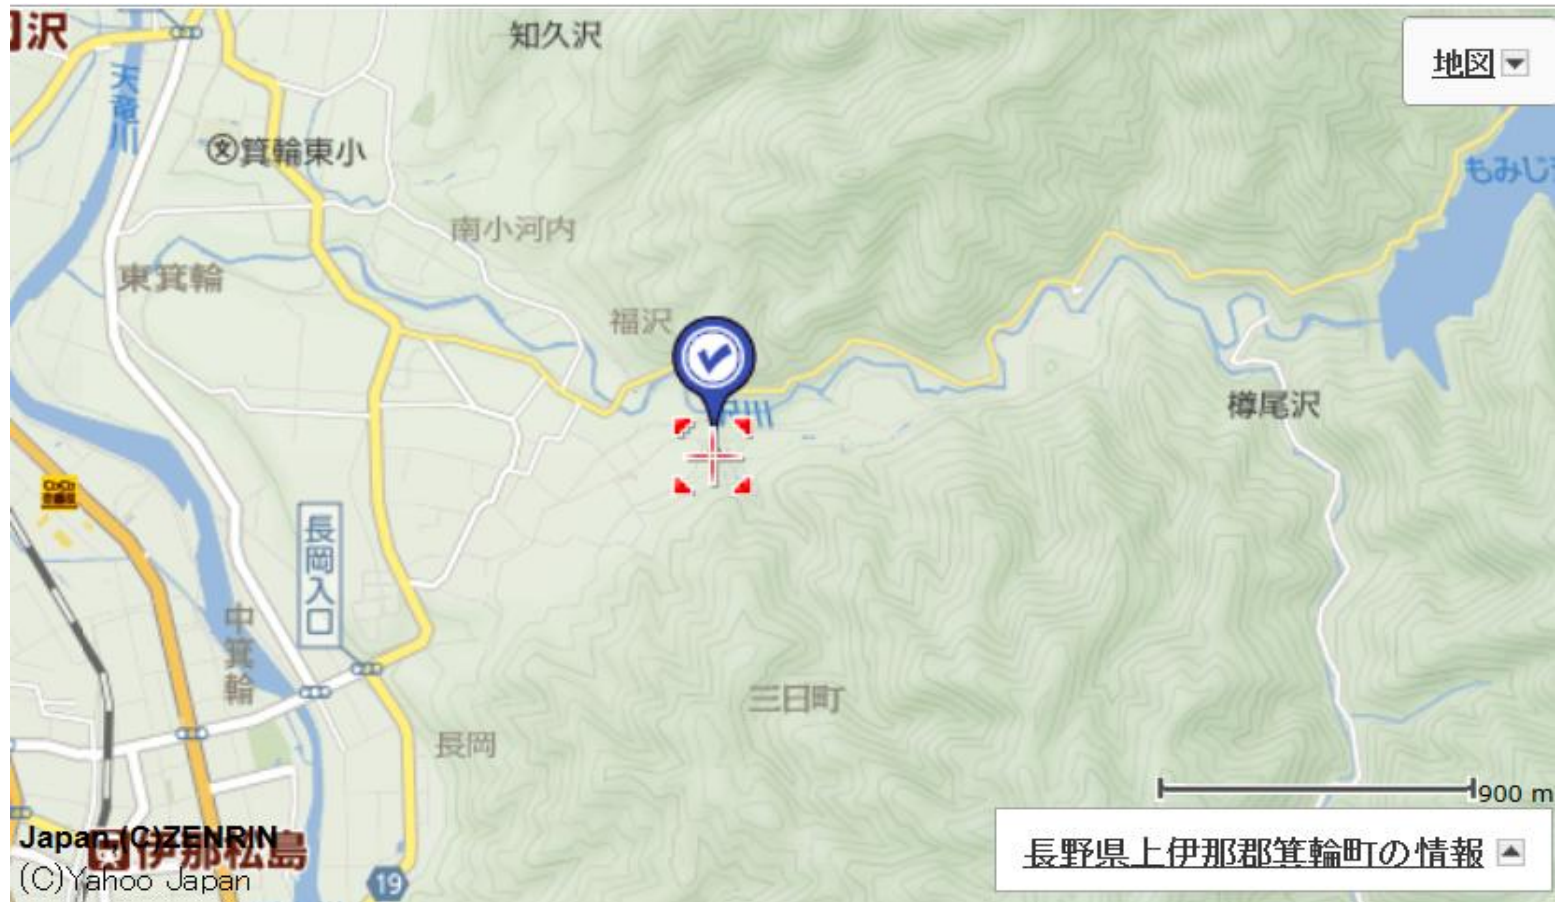 沢
知久沢
地図
天竜川
文
箕輪東小
もみじ
南小河内
東箕輪
福沢
川
樽尾沢
長岡入口
中箕輪
三日町
長岡
900 m
Japan,(C)ZENRIN
伊那松島
(C)Yahoo Japan
19
長野県上伊那郡箕輪町の情報